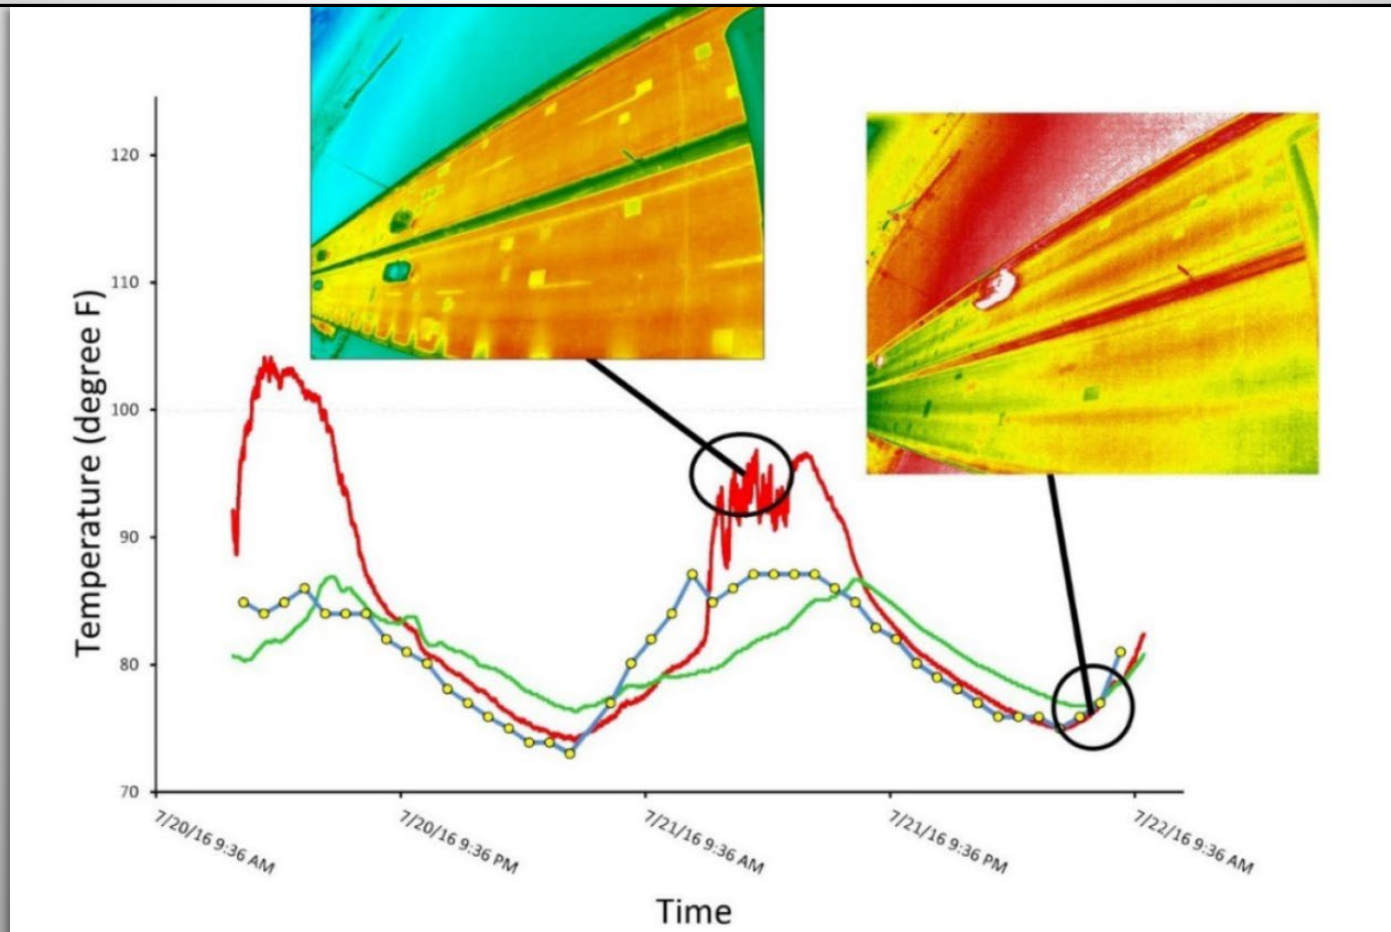 120
110
100
90
80
70
Temperature (degree F)
7/20/16 9:36 AM
7/20/16 9:36 PM
7/21/16 9:36 AM
7/21/16 9:36 PM
7/22/16 9:36 AM
Time